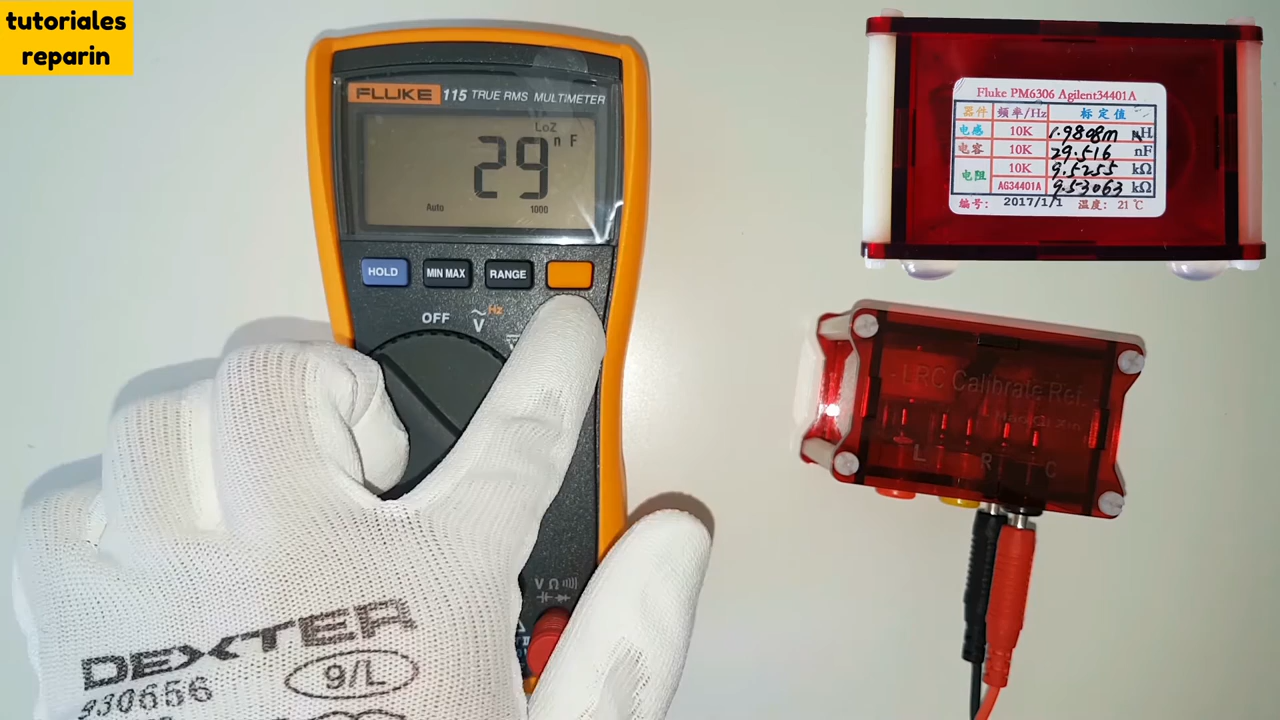 tutoriales
reparin
FLUKE 115 TRUE RMS MULTIMETER
LoZ
29 n F
Auto 1000
HOLD MIN MAX RANGE
OFF Ṽ Hz
V Ω
DEXTER
9/L
Fluke PM6306 Agilent34401A
器件 频率/Hz 标定值
电感 10K 1.9808m H
电容 10K 29.516 nF
电阻 10K 9.5255 kΩ
AG34401A 9.53063 kΩ
编号: 2017/1/1 温度: 21℃
- LRC Calibrate Ref. -
L R C